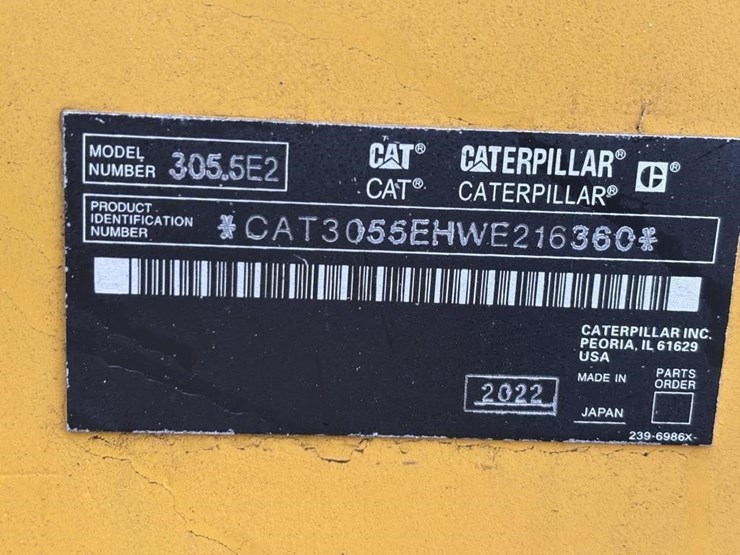 MODEL
NUMBER 305.5E2
CAT® CATERPILLAR® C®
CAT® CATERPILLAR®
PRODUCT
IDENTIFICATION
NUMBER
*CAT3055EHWE216360*
CATERPILLAR INC.
PEORIA, IL 61629
USA
2022
MADE IN
JAPAN
PARTS
ORDER
239-6986X-